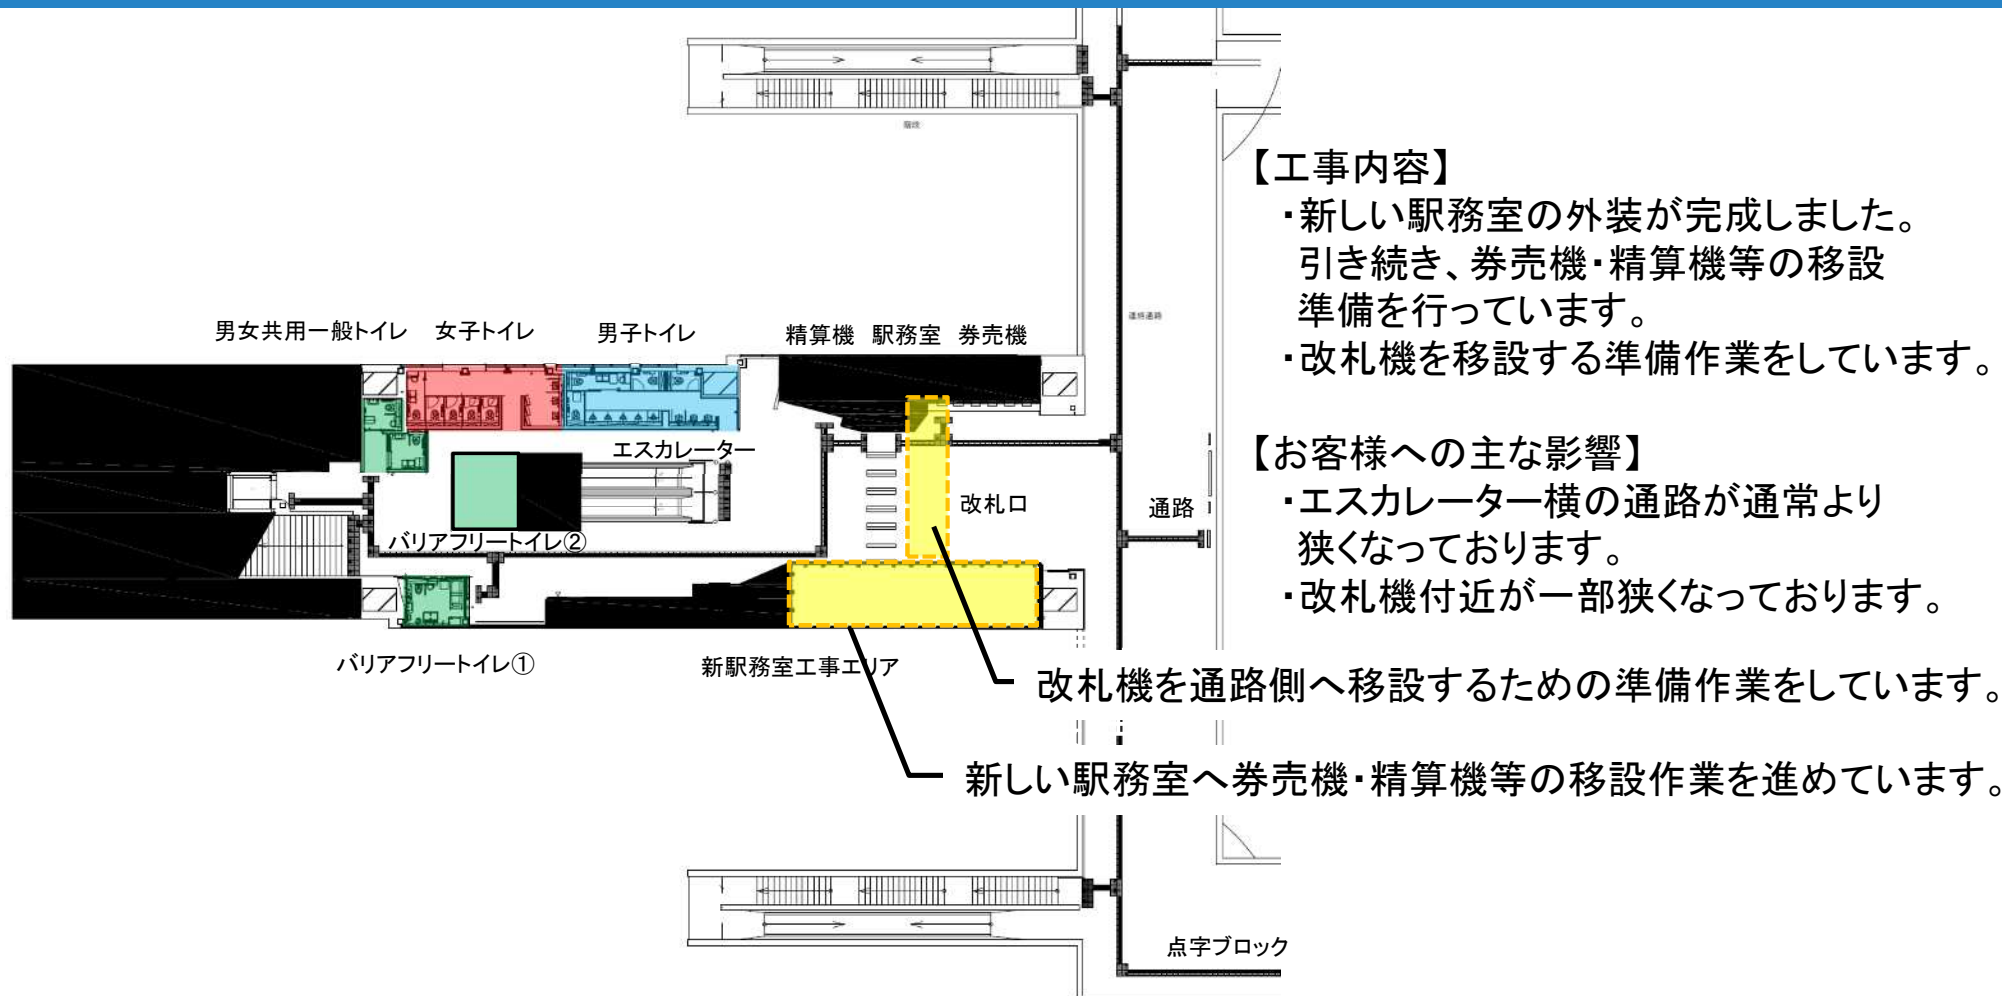 階段
【工事内容】
・新しい駅務室の外装が完成しました。
引き続き、券売機・精算機等の移設
準備を行っています。
・改札機を移設する準備作業をしています。
男女共用一般トイレ
女子トイレ
男子トイレ
精算機
駅務室
券売機
連絡通路
【お客様への主な影響】
・エスカレーター横の通路が通常より
狭くなっております。
・改札機付近が一部狭くなっております。
エスカレーター
改札口
通路
バリアフリートイレ②
バリアフリートイレ①
新駅務室工事エリア
改札機を通路側へ移設するための準備作業をしています。
新しい駅務室へ券売機・精算機等の移設作業を進めています。
点字ブロック